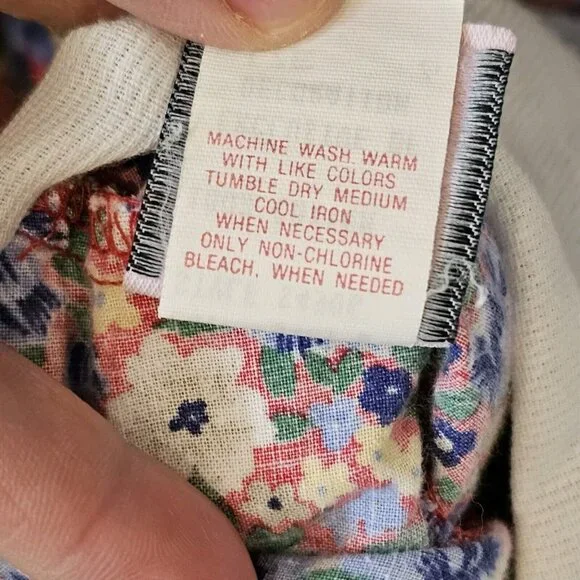 MACHINE WASH WARM
WITH LIKE COLORS
TUMBLE DRY MEDIUM
COOL IRON
WHEN NECESSARY
ONLY NON-CHLORINE
BLEACH, WHEN NEEDED